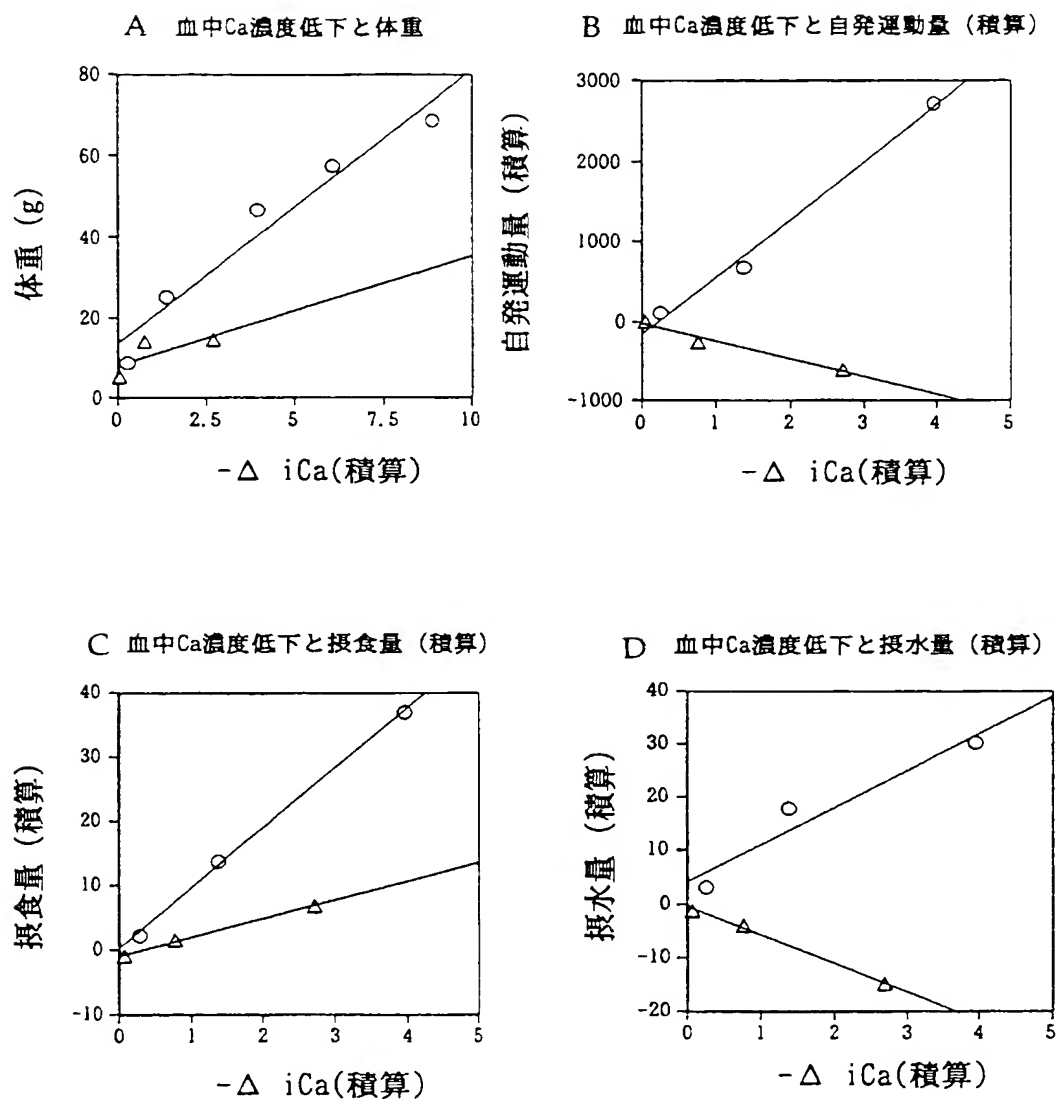 A 血中Ca濃度低下と体重
80
60
40
20
0
体重 (g)
0 2.5 5 7.5 10
-Δ iCa(積算)
B 血中Ca濃度低下と自発運動量 (積算)
3000
2000
1000
0
-1000
自発運動量 (積算)
0 1 2 3 4 5
-Δ iCa(積算)
C 血中Ca濃度低下と摂食量 (積算)
40
30
20
10
0
-10
摂食量 (積算)
0 1 2 3 4 5
-Δ iCa(積算)
D 血中Ca濃度低下と摂水量 (積算)
40
30
20
10
0
-10
-20
摂水量 (積算)
0 1 2 3 4 5
-Δ iCa(積算)